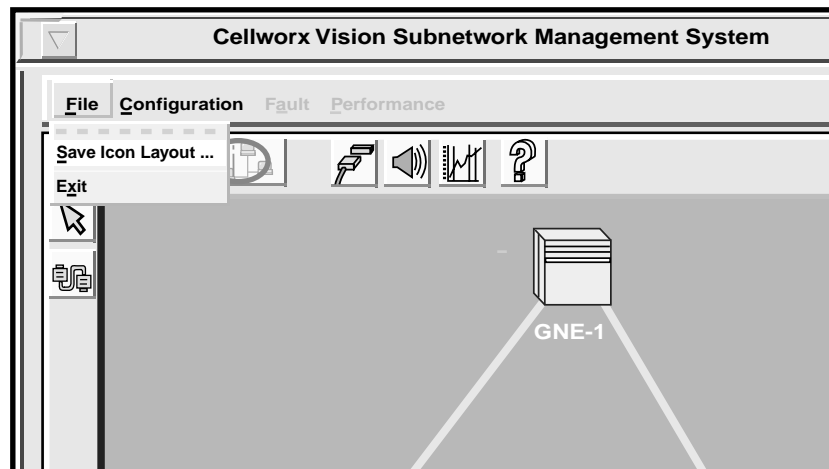 Cellworx Vision Subnetwork Management System
File Configuration Fault Performance
Save Icon Layout ...
Exit
?
GNE-1